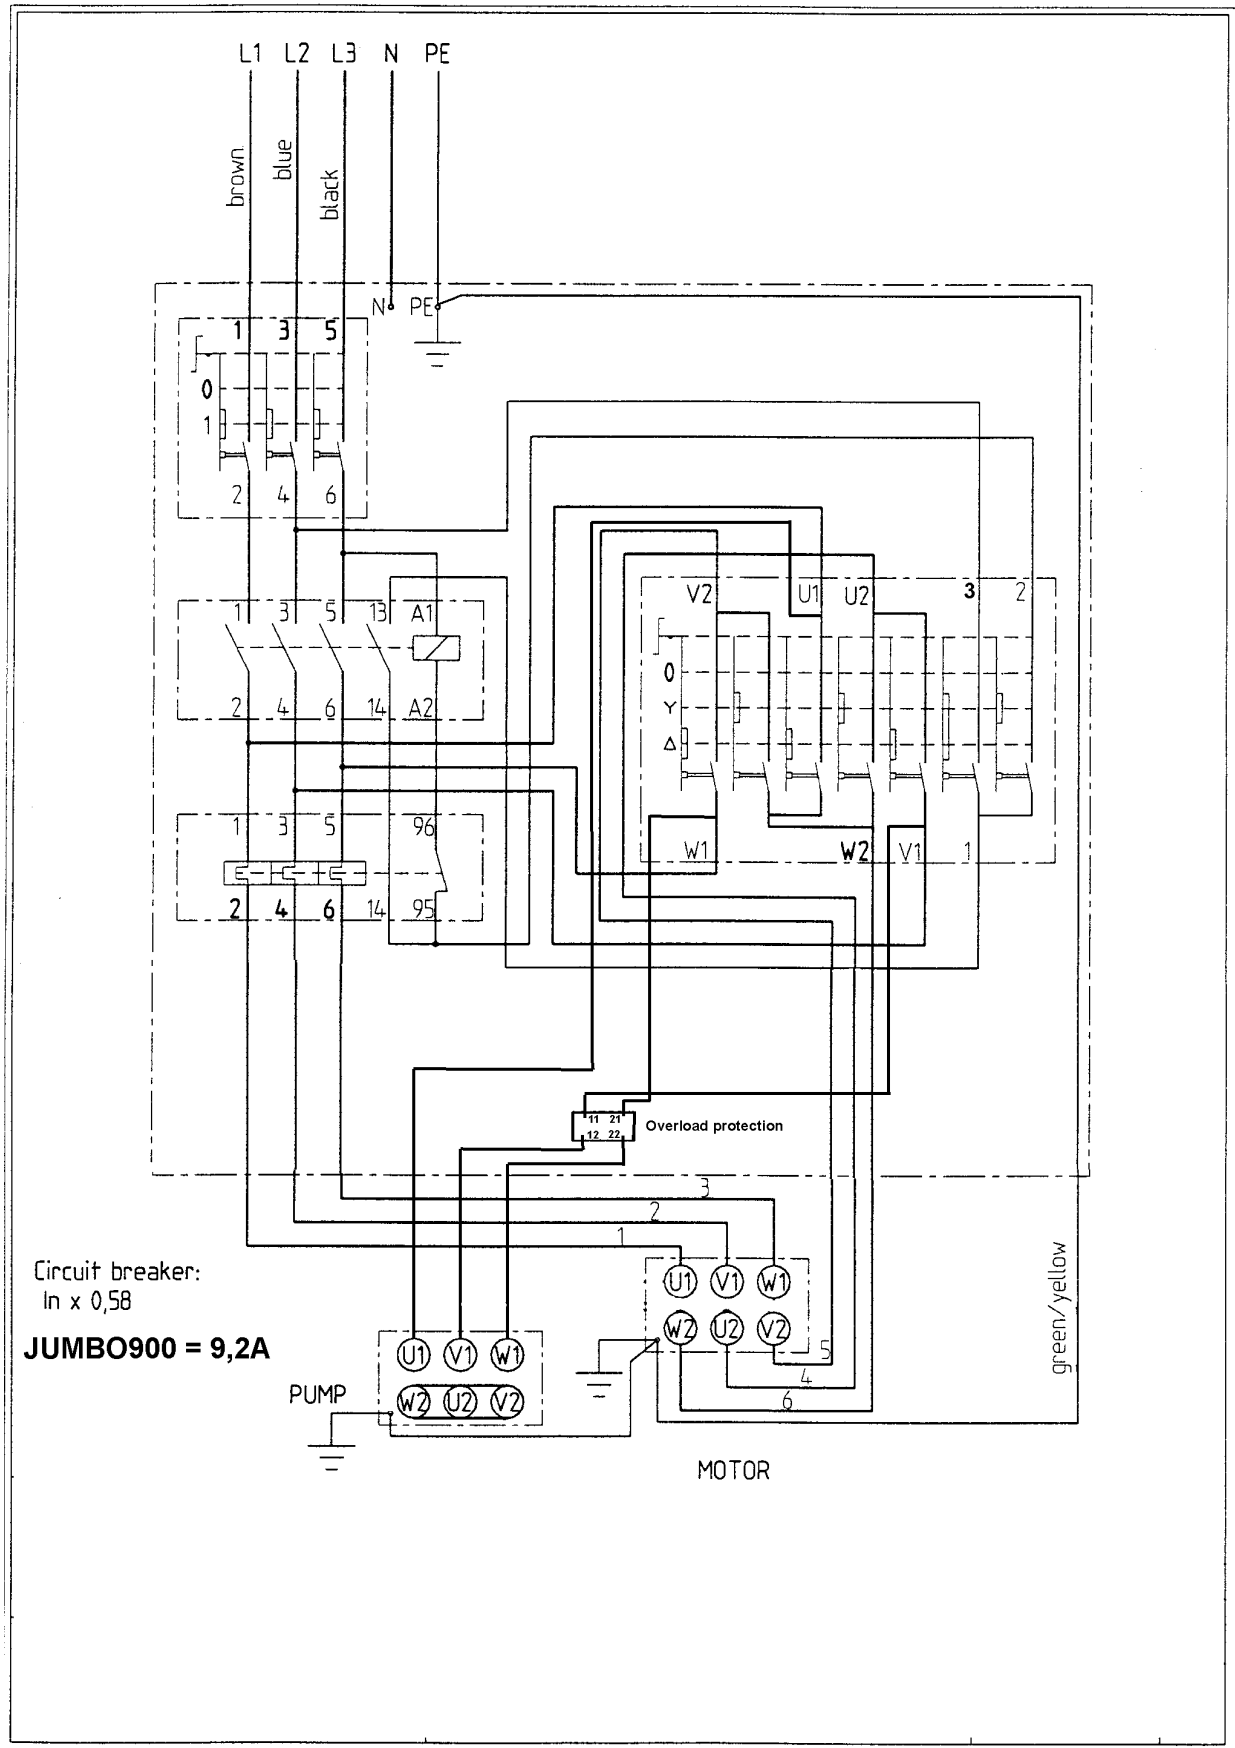 L1 L2 L3 N PE
brown
blue
black
N PE
1 3 5
0
1
2 4 6
1 3 5 13 A1
2 4 6 14 A2
1 3 5 96
2 4 6 14 95
V2 U1 U2 3 2
0
Y
Δ
W1 W2 V1 1
11 21
12 22
Overload protection
3
2
1
U1 V1 W1
W2 U2 V2
5
4
6
MOTOR
green/yellow
Circuit breaker:
In x 0,58
JUMBO900 = 9,2A
PUMP
U1 V1 W1
W2 U2 V2